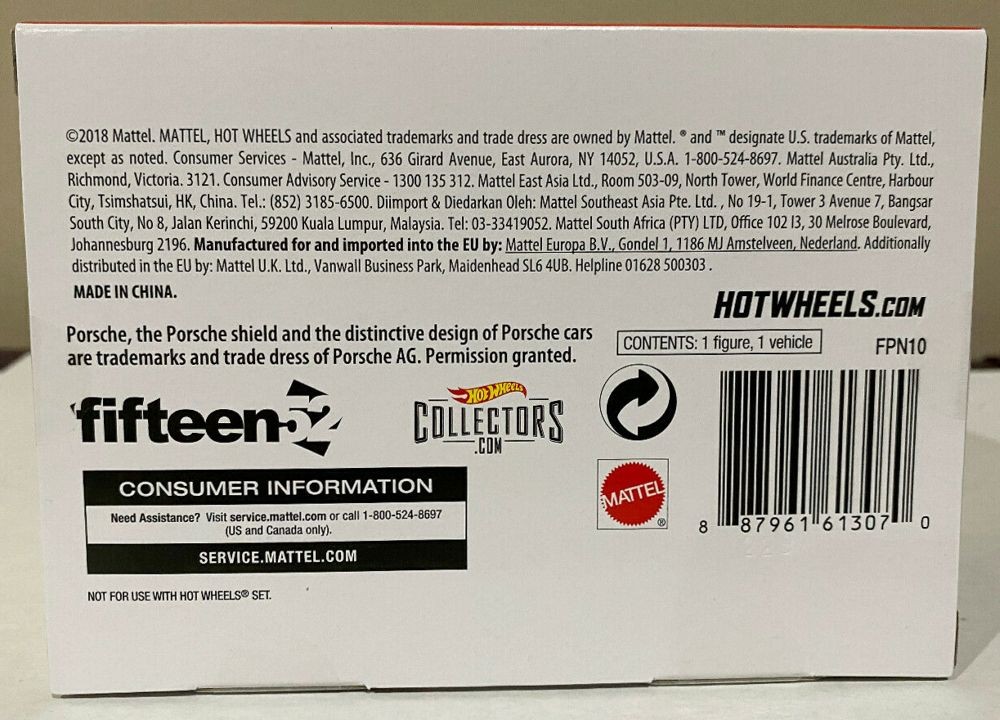 ©2018 Mattel. MATTEL, HOT WHEELS and associated trademarks and trade dress are owned by Mattel. ® and ™ designate U.S. trademarks of Mattel,
except as noted. Consumer Services - Mattel, Inc., 636 Girard Avenue, East Aurora, NY 14052, U.S.A. 1-800-524-8697. Mattel Australia Pty. Ltd.,
Richmond, Victoria. 3121. Consumer Advisory Service - 1300 135 312. Mattel East Asia Ltd., Room 503-09, North Tower, World Finance Centre, Harbour
City, Tsimshatsui, HK, China. Tel.: (852) 3185-6500. Diimport & Diedarkan Oleh: Mattel Southeast Asia Pte. Ltd. , No 19-1, Tower 3 Avenue 7, Bangsar
South City, No 8, Jalan Kerinchi, 59200 Kuala Lumpur, Malaysia. Tel: 03-33419052. Mattel South Africa (PTY) LTD, Office 102 I3, 30 Melrose Boulevard,
Johannesburg 2196. Manufactured for and imported into the EU by: Mattel Europa B.V., Gondel 1, 1186 MJ Amstelveen, Nederland. Additionally
distributed in the EU by: Mattel U.K. Ltd., Vanwall Business Park, Maidenhead SL6 4UB. Helpline 01628 500303 .
MADE IN CHINA.
HOTWHEELS.COM
Porsche, the Porsche shield and the distinctive design of Porsche cars
are trademarks and trade dress of Porsche AG. Permission granted.
CONTENTS: 1 figure, 1 vehicle
FPN10
fifteen52
HOT WHEELS
COLLECTORS
.COM
MATTEL
®
8 87961 61307 0
CONSUMER INFORMATION
Need Assistance? Visit service.mattel.com or call 1-800-524-8697
(US and Canada only).
SERVICE.MATTEL.COM
NOT FOR USE WITH HOT WHEELS® SET.